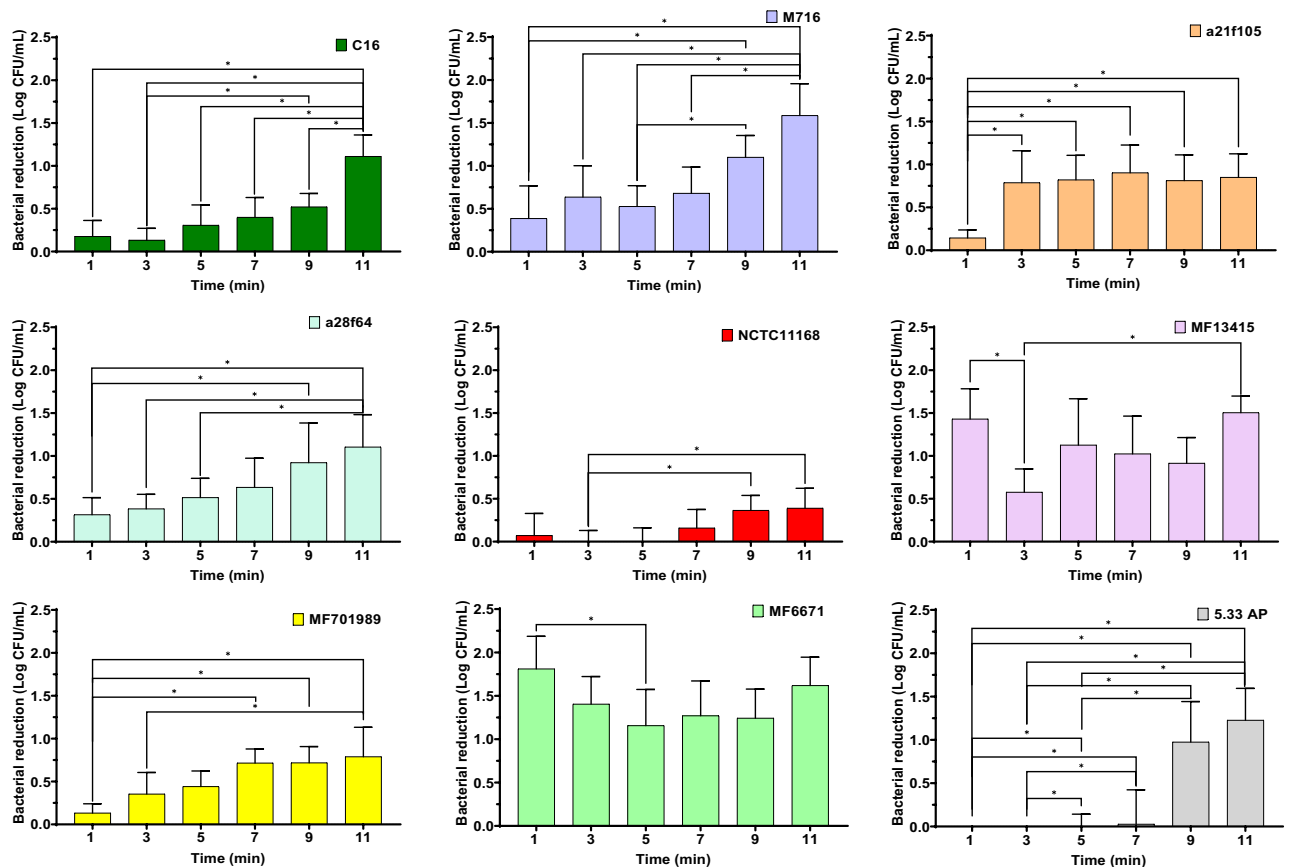 C16
Bacterial reduction (Log CFU/mL)
2.5
2.0
1.5
1.0
0.5
0.0
* * * * * * *
1 3 5 7 9 11
Time (min)
M716
Bacterial reduction (Log CFU/mL)
2.5
2.0
1.5
1.0
0.5
0.0
* * * * * *
1 3 5 7 9 11
Time (min)
a21f105
Bacterial reduction (Log CFU/mL)
2.5
2.0
1.5
1.0
0.5
0.0
* * * * *
1 3 5 7 9 11
Time (min)
a28f64
Bacterial reduction (Log CFU/mL)
2.5
2.0
1.5
1.0
0.5
0.0
* * * *
1 3 5 7 9 11
Time (min)
NCTC11168
Bacterial reduction (Log CFU/mL)
2.5
2.0
1.5
1.0
0.5
0.0
* *
1 3 5 7 9 11
Time (min)
MF13415
Bacterial reduction (Log CFU/mL)
2.5
2.0
1.5
1.0
0.5
0.0
* *
1 3 5 7 9 11
Time (min)
MF701989
Bacterial reduction (Log CFU/mL)
2.5
2.0
1.5
1.0
0.5
0.0
* * * *
1 3 5 7 9 11
Time (min)
MF6671
Bacterial reduction (Log CFU/mL)
2.5
2.0
1.5
1.0
0.5
0.0
*
1 3 5 7 9 11
Time (min)
5.33 AP
Bacterial reduction (Log CFU/mL)
2.5
2.0
1.5
1.0
0.5
0.0
* * * * * * * * * *
1 3 5 7 9 11
Time (min)